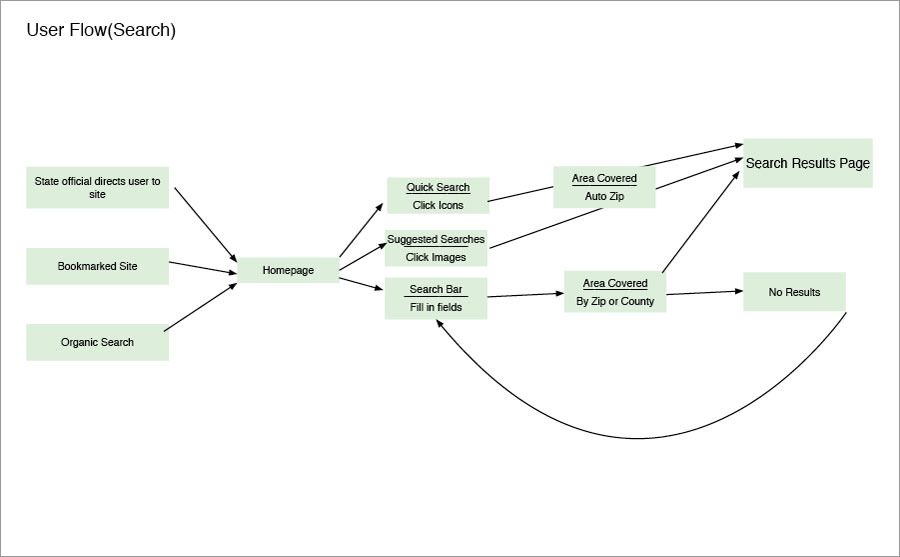 User Flow(Search)
State official directs user to
site
Bookmarked Site
Organic Search
Homepage
Quick Search
Click Icons
Suggested Searches
Click Images
Search Bar
Fill in fields
Area Covered
Auto Zip
Area Covered
By Zip or County
Search Results Page
No Results